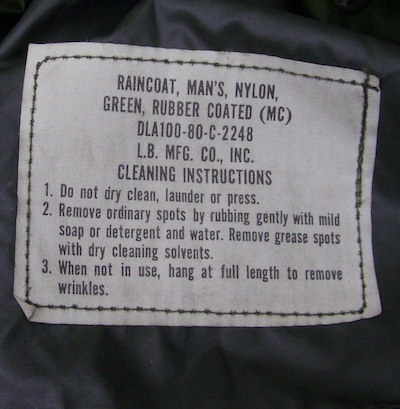 RAINCOAT, MAN'S, NYLON,
GREEN, RUBBER COATED (MC)
DLA100-80-C-2248
L.B. MFG. CO., INC.
CLEANING INSTRUCTIONS
1. Do not dry clean, launder or press.
2. Remove ordinary spots by rubbing gently with mild
soap or detergent and water. Remove grease spots
with dry cleaning solvents.
3. When not in use, hang at full length to remove
wrinkles.